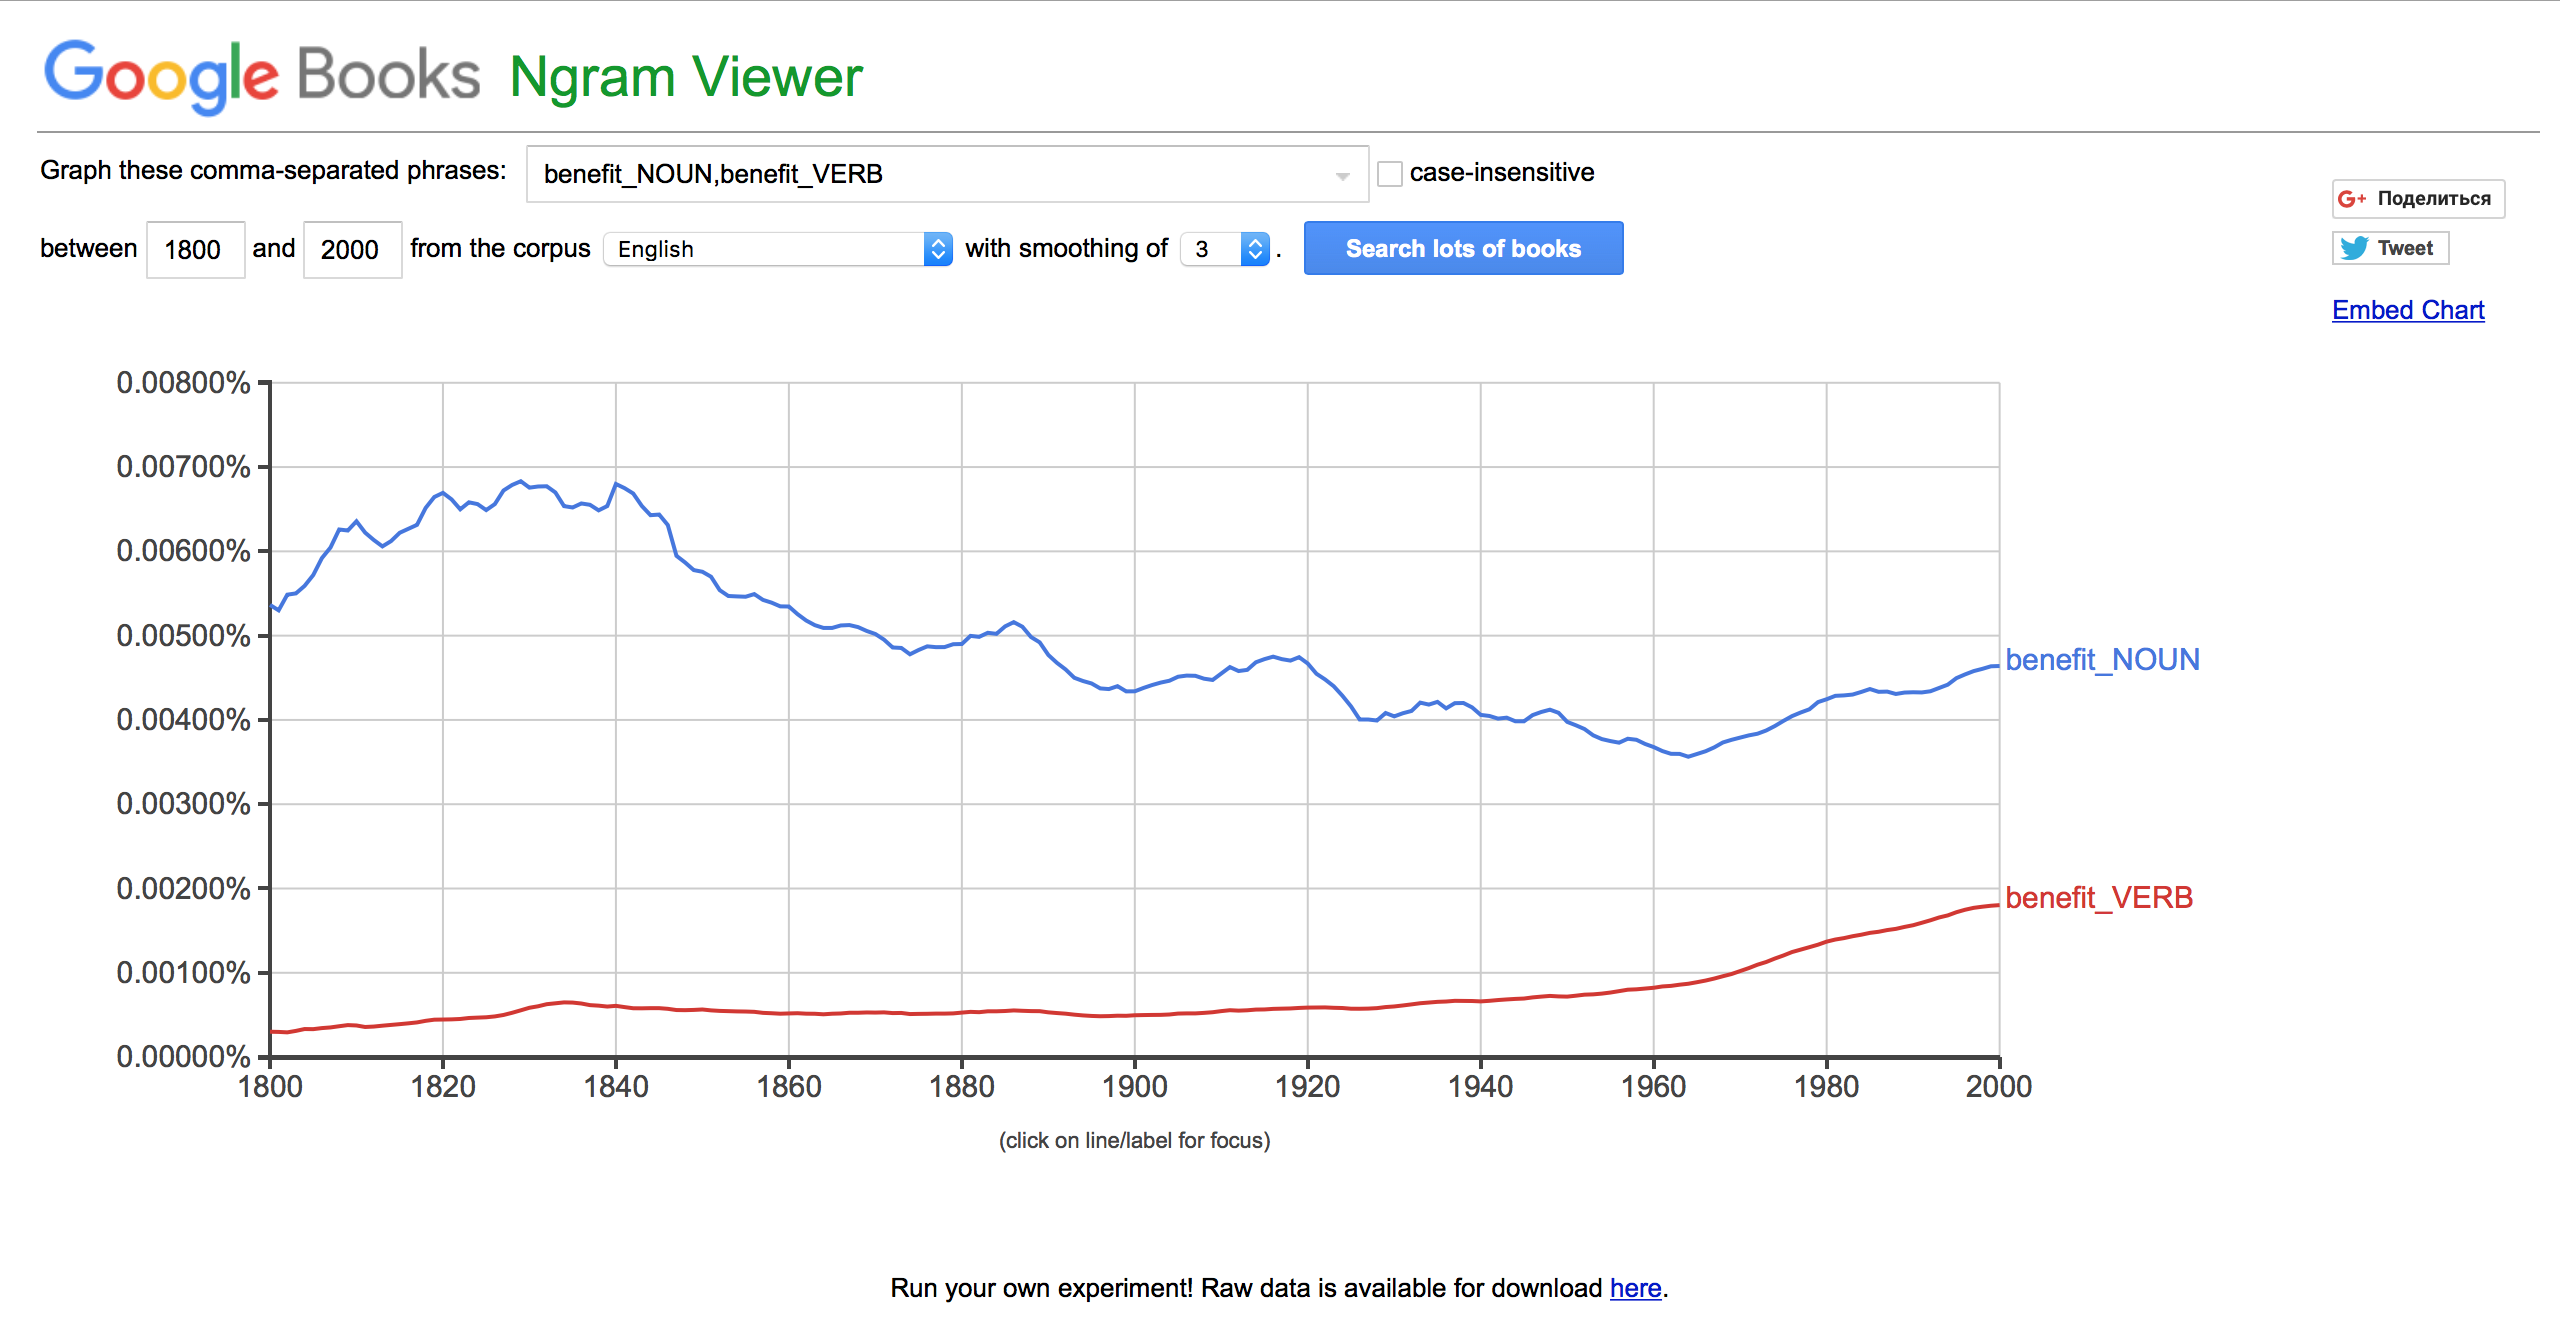 Google Books Ngram Viewer
Graph these comma-separated phrases: benefit_NOUN,benefit_VERB case-insensitive
between 1800 and 2000 from the corpus English with smoothing of 3 . Search lots of books
G+ Поделиться
Tweet
Embed Chart
0.00800%
0.00700%
0.00600%
0.00500%
0.00400%
0.00300%
0.00200%
0.00100%
0.00000%
benefit_NOUN
benefit_VERB
1800 1820 1840 1860 1880 1900 1920 1940 1960 1980 2000
(click on line/label for focus)
Run your own experiment! Raw data is available for download here.